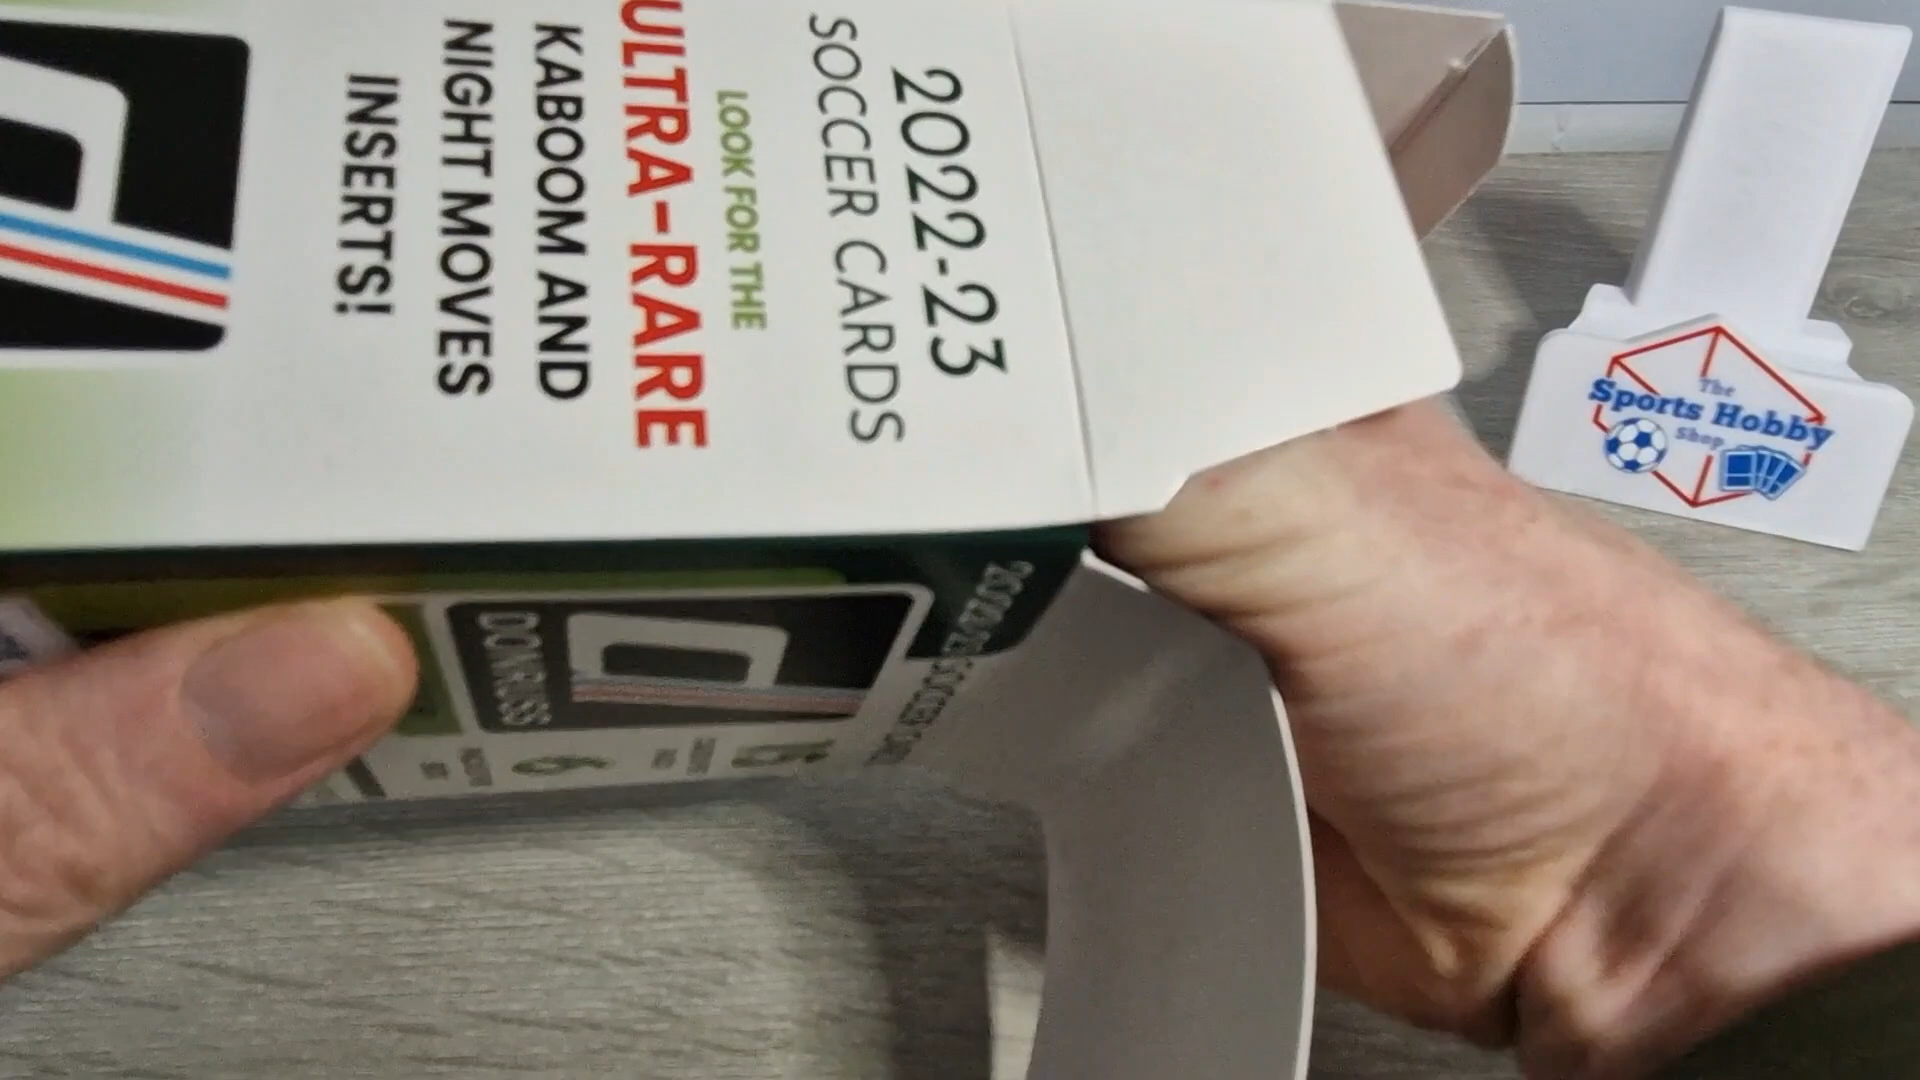 2022-23
SOCCER CARDS
LOOK FOR THE
ULTRA-RARE
KABOOM AND
NIGHT MOVES
INSERTS!
DONRUSS
The
Sports Hobby
Shop